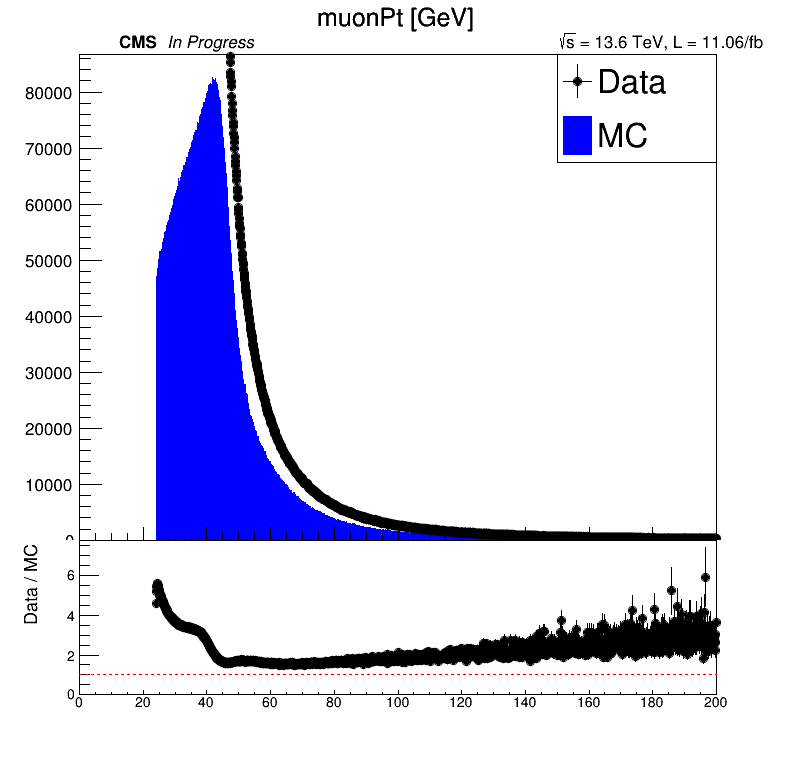 muonPt [GeV]
CMS In Progress
√s = 13.6 TeV, L = 11.06/fb
Data
MC
80000
70000
60000
50000
40000
30000
20000
10000
0
Data / MC
6
4
2
0
0 20 40 60 80 100 120 140 160 180 200